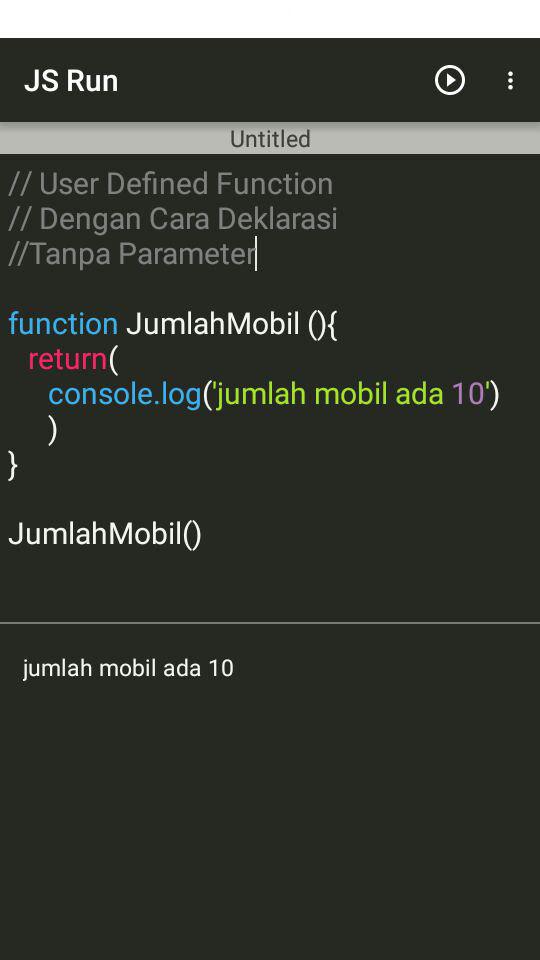 JS Run
Untitled
// User Defined Function
// Dengan Cara Deklarasi
//Tanpa Parameter
function JumlahMobil (){
return(
console.log('jumlah mobil ada 10')
)
}
JumlahMobil()
jumlah mobil ada 10